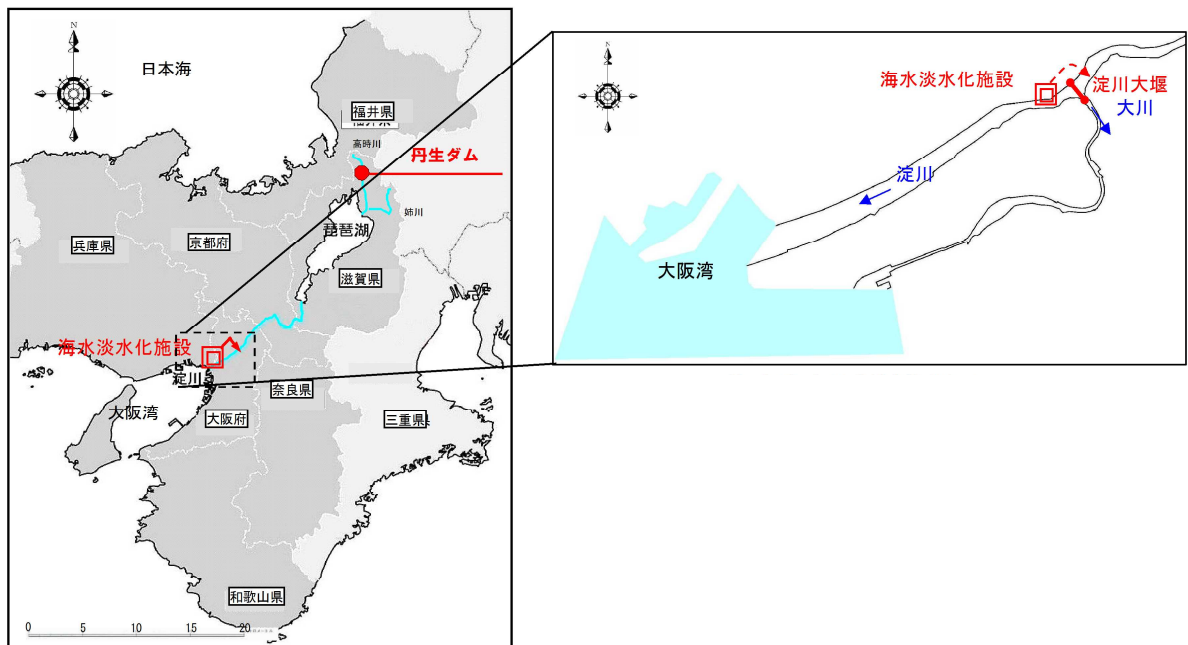 N
日本海
福井県
高時川
丹生ダム
姉川
琵琶湖
兵庫県
京都府
滋賀県
海水淡水化施設
淀川
奈良県
大阪湾
大阪府
三重県
和歌山県
0
10
20
N
海水淡水化施設
淀川大堰
大川
淀川
大阪湾